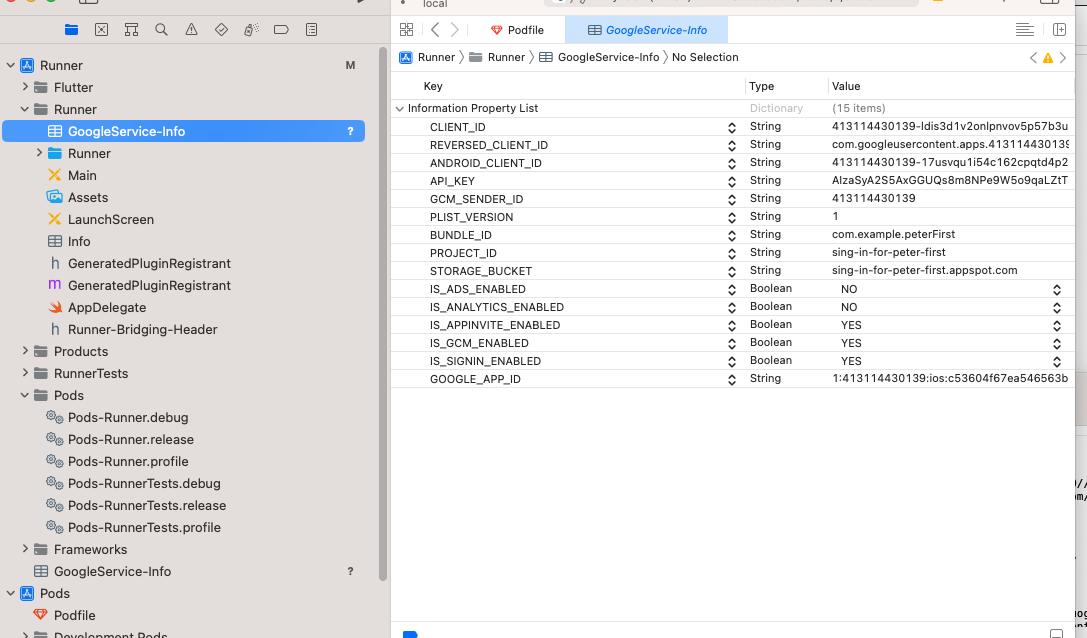 local
Podfile
GoogleService-Info
Runner
Runner
GoogleService-Info
No Selection
Runner
M
Flutter
Runner
GoogleService-Info
?
Runner
Main
Assets
LaunchScreen
Info
h GeneratedPluginRegistrant
m GeneratedPluginRegistrant
AppDelegate
h Runner-Bridging-Header
Products
RunnerTests
Pods
Pods-Runner.debug
Pods-Runner.release
Pods-Runner.profile
Pods-RunnerTests.debug
Pods-RunnerTests.release
Pods-RunnerTests.profile
Frameworks
GoogleService-Info
?
Pods
Podfile
Development Pods
Key Type Value
Information Property List Dictionary (15 items)
CLIENT_ID String 413114430139-ldis3d1v2onlpnvov5p57b3u
REVERSED_CLIENT_ID String com.googleusercontent.apps.413114430139
ANDROID_CLIENT_ID String 413114430139-17usvqu1i54c162cpqtd4p2
API_KEY String AIzaSyA2S5AxGGUQs8m8NPe9W5o9qaLZtT
GCM_SENDER_ID String 413114430139
PLIST_VERSION String 1
BUNDLE_ID String com.example.peterFirst
PROJECT_ID String sing-in-for-peter-first
STORAGE_BUCKET String sing-in-for-peter-first.appspot.com
IS_ADS_ENABLED Boolean NO
IS_ANALYTICS_ENABLED Boolean NO
IS_APPINVITE_ENABLED Boolean YES
IS_GCM_ENABLED Boolean YES
IS_SIGNIN_ENABLED Boolean YES
GOOGLE_APP_ID String 1:413114430139:ios:c53604f67ea546563b